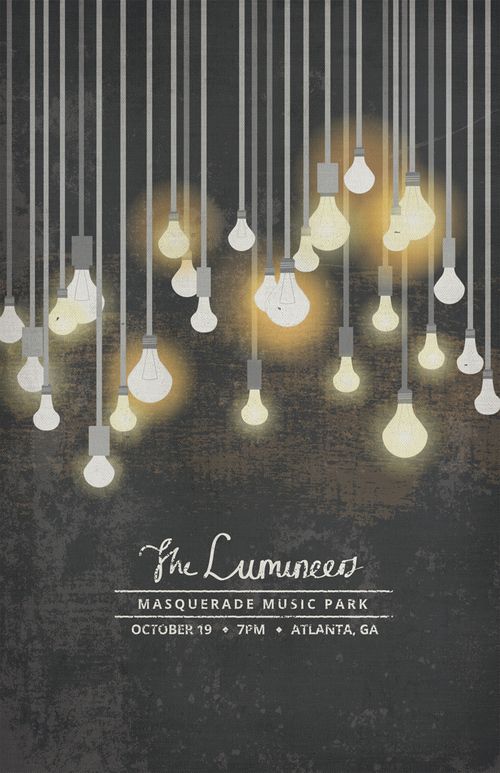 The Lumineers
MASQUERADE MUSIC PARK
OCTOBER 19 ◆ 7PM ◆ ATLANTA, GA